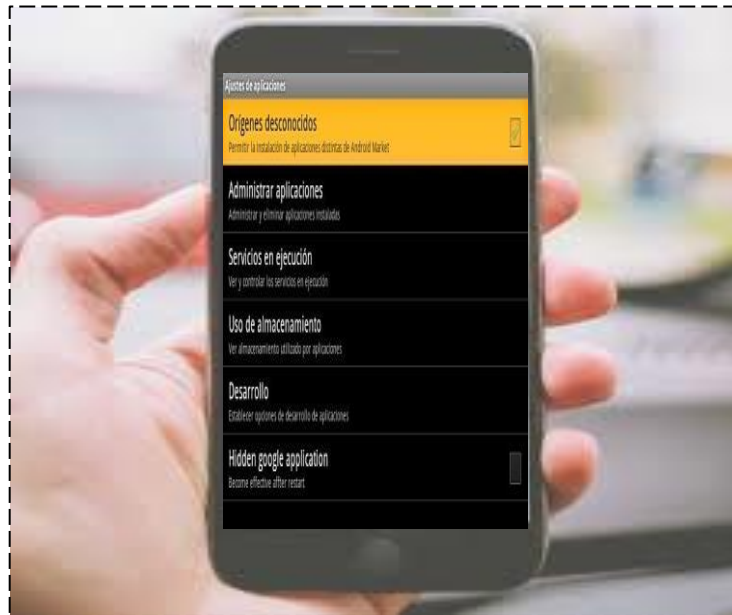 Ajustes de aplicaciones
Orígenes desconocidos
Permitir la instalación de aplicaciones distintas de Android Market
Administrar aplicaciones
Administrar y eliminar aplicaciones instaladas
Servicios en ejecución
Ver y controlar los servicios en ejecución
Uso de almacenamiento
Ver almacenamiento utilizado por aplicaciones
Desarrollo
Establecer opciones de desarrollo de aplicaciones
Hidden google application
Become effective affter restart